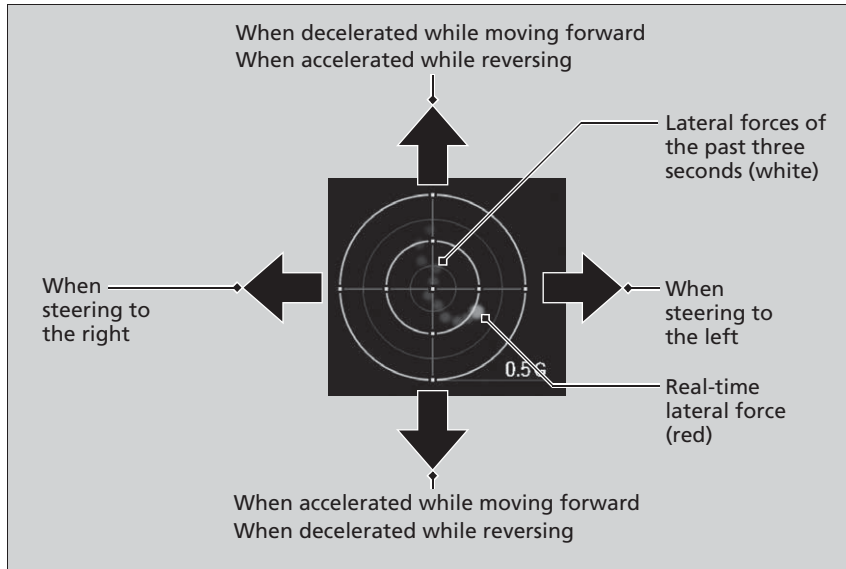 When decelerated while moving forward
When accelerated while reversing
Lateral forces of
the past three
seconds (white)
When
steering to
the right
When
steering to
the left
0.5 G
Real-time
lateral force
(red)
When accelerated while moving forward
When decelerated while reversing